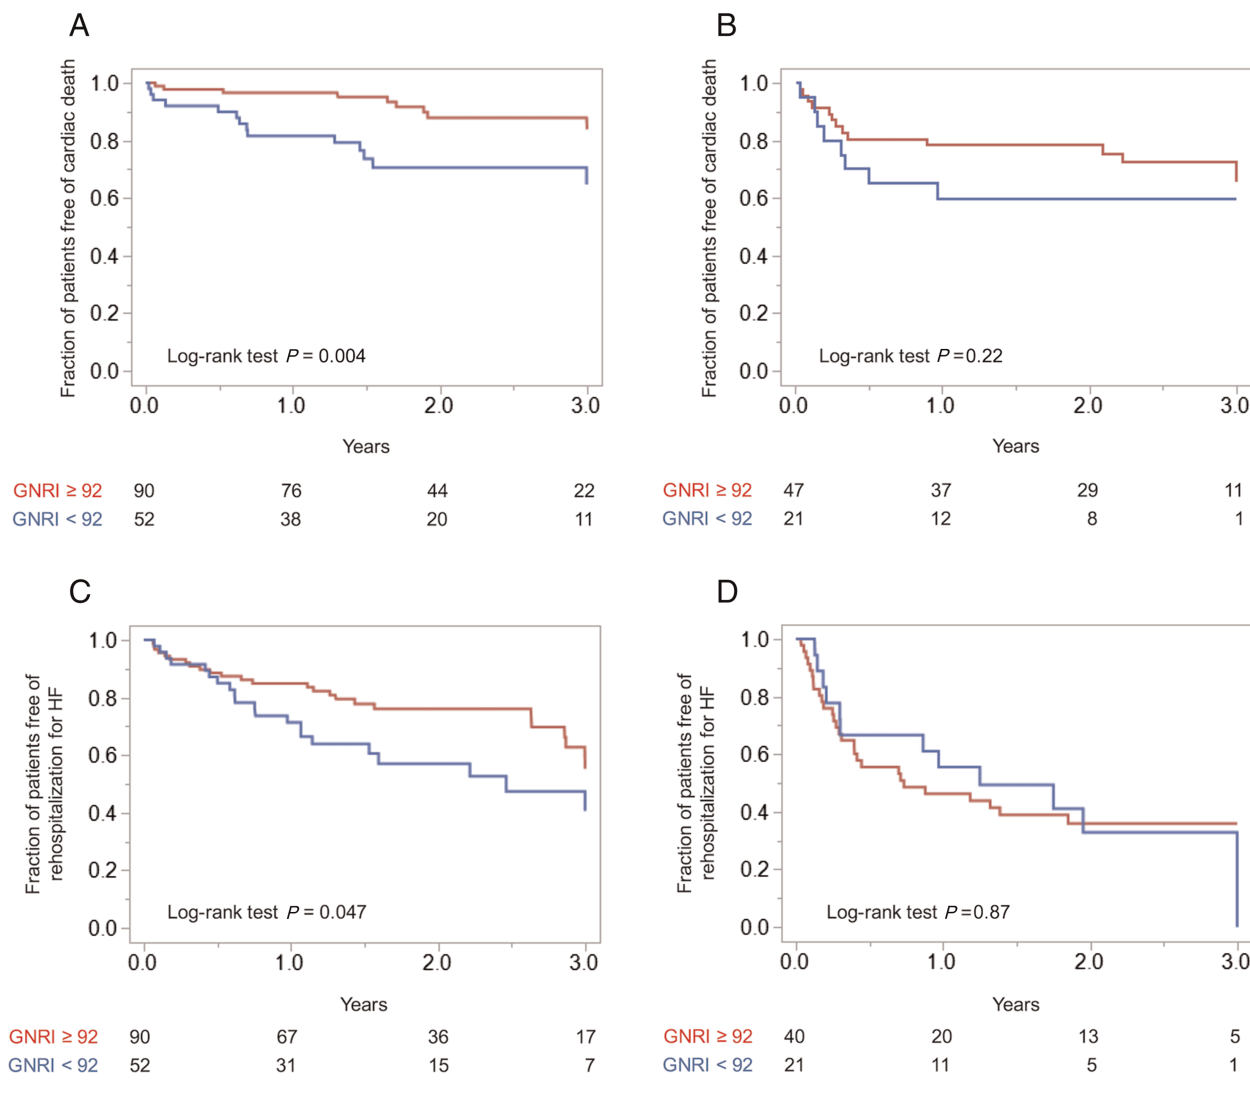 A
Fraction of patients free of cardiac death
1.0
0.8
0.6
0.4
0.2
0.0
Log-rank test P = 0.004
0.0 1.0 2.0 3.0
Years
GNRI ≥ 92 90 76 44 22
GNRI < 92 52 38 20 11
B
Fraction of patients free of cardiac death
1.0
0.8
0.6
0.4
0.2
0.0
Log-rank test P =0.22
0.0 1.0 2.0 3.0
Years
GNRI ≥ 92 47 37 29 11
GNRI < 92 21 12 8 1
C
Fraction of patients free of
rehospitalization for HF
1.0
0.8
0.6
0.4
0.2
0.0
Log-rank test P = 0.047
0.0 1.0 2.0 3.0
Years
GNRI ≥ 92 90 67 36 17
GNRI < 92 52 31 15 7
D
Fraction of patients free of
rehospitalization for HF
1.0
0.8
0.6
0.4
0.2
0.0
Log-rank test P =0.87
0.0 1.0 2.0 3.0
Years
GNRI ≥ 92 40 20 13 5
GNRI < 92 21 11 5 1